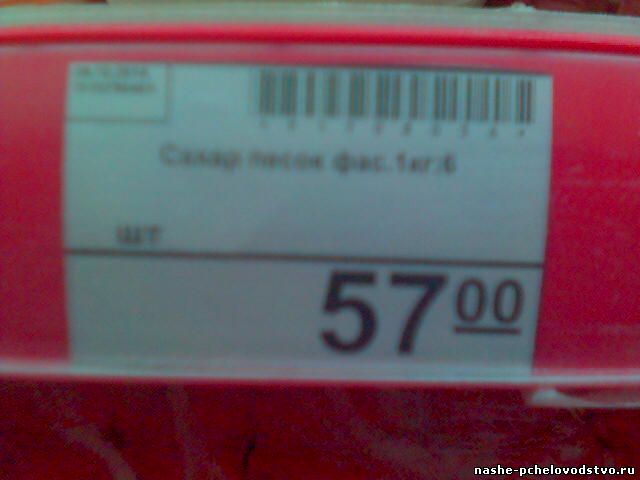 Сахар песок фас.1кг:6
шт
57 00
nashe-pchelovodstvo.ru